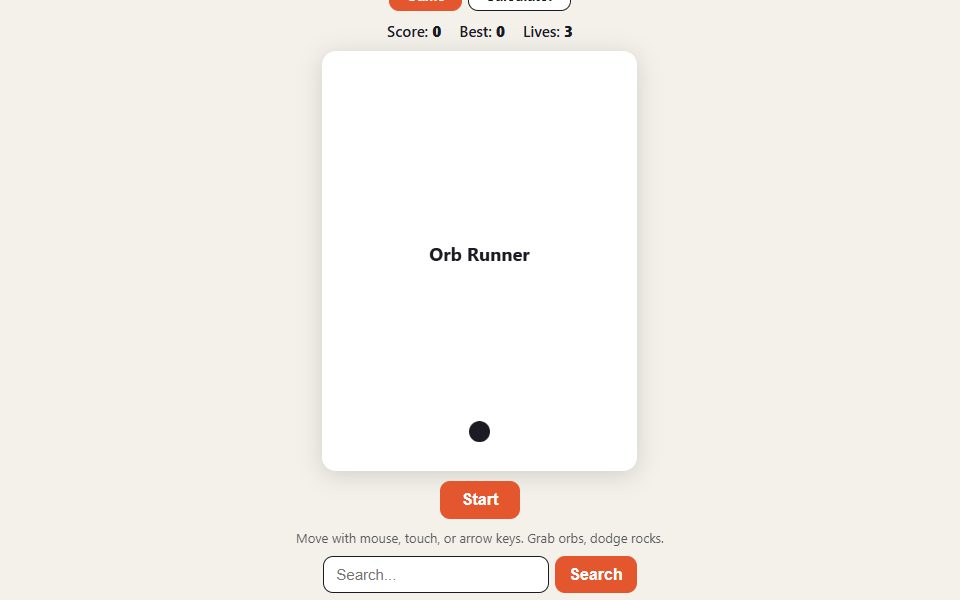 Score: 0 Best: 0 Lives: 3
Orb Runner
Start
Move with mouse, touch, or arrow keys. Grab orbs, dodge rocks.
Search... Search